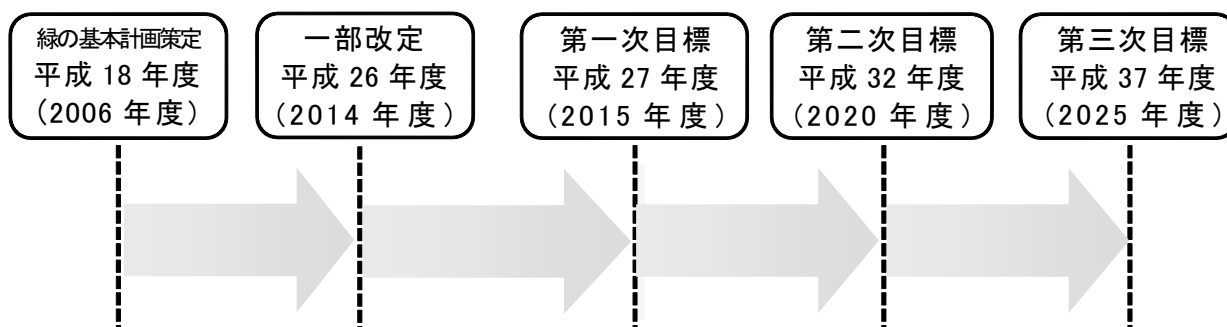 緑の基本計画策定
平成 18 年度
（2006 年度）
一部改定
平成 26 年度
（2014 年度）
第一次目標
平成 27 年度
（2015 年度）
第二次目標
平成 32 年度
（2020 年度）
第三次目標
平成 37 年度
（2025 年度）